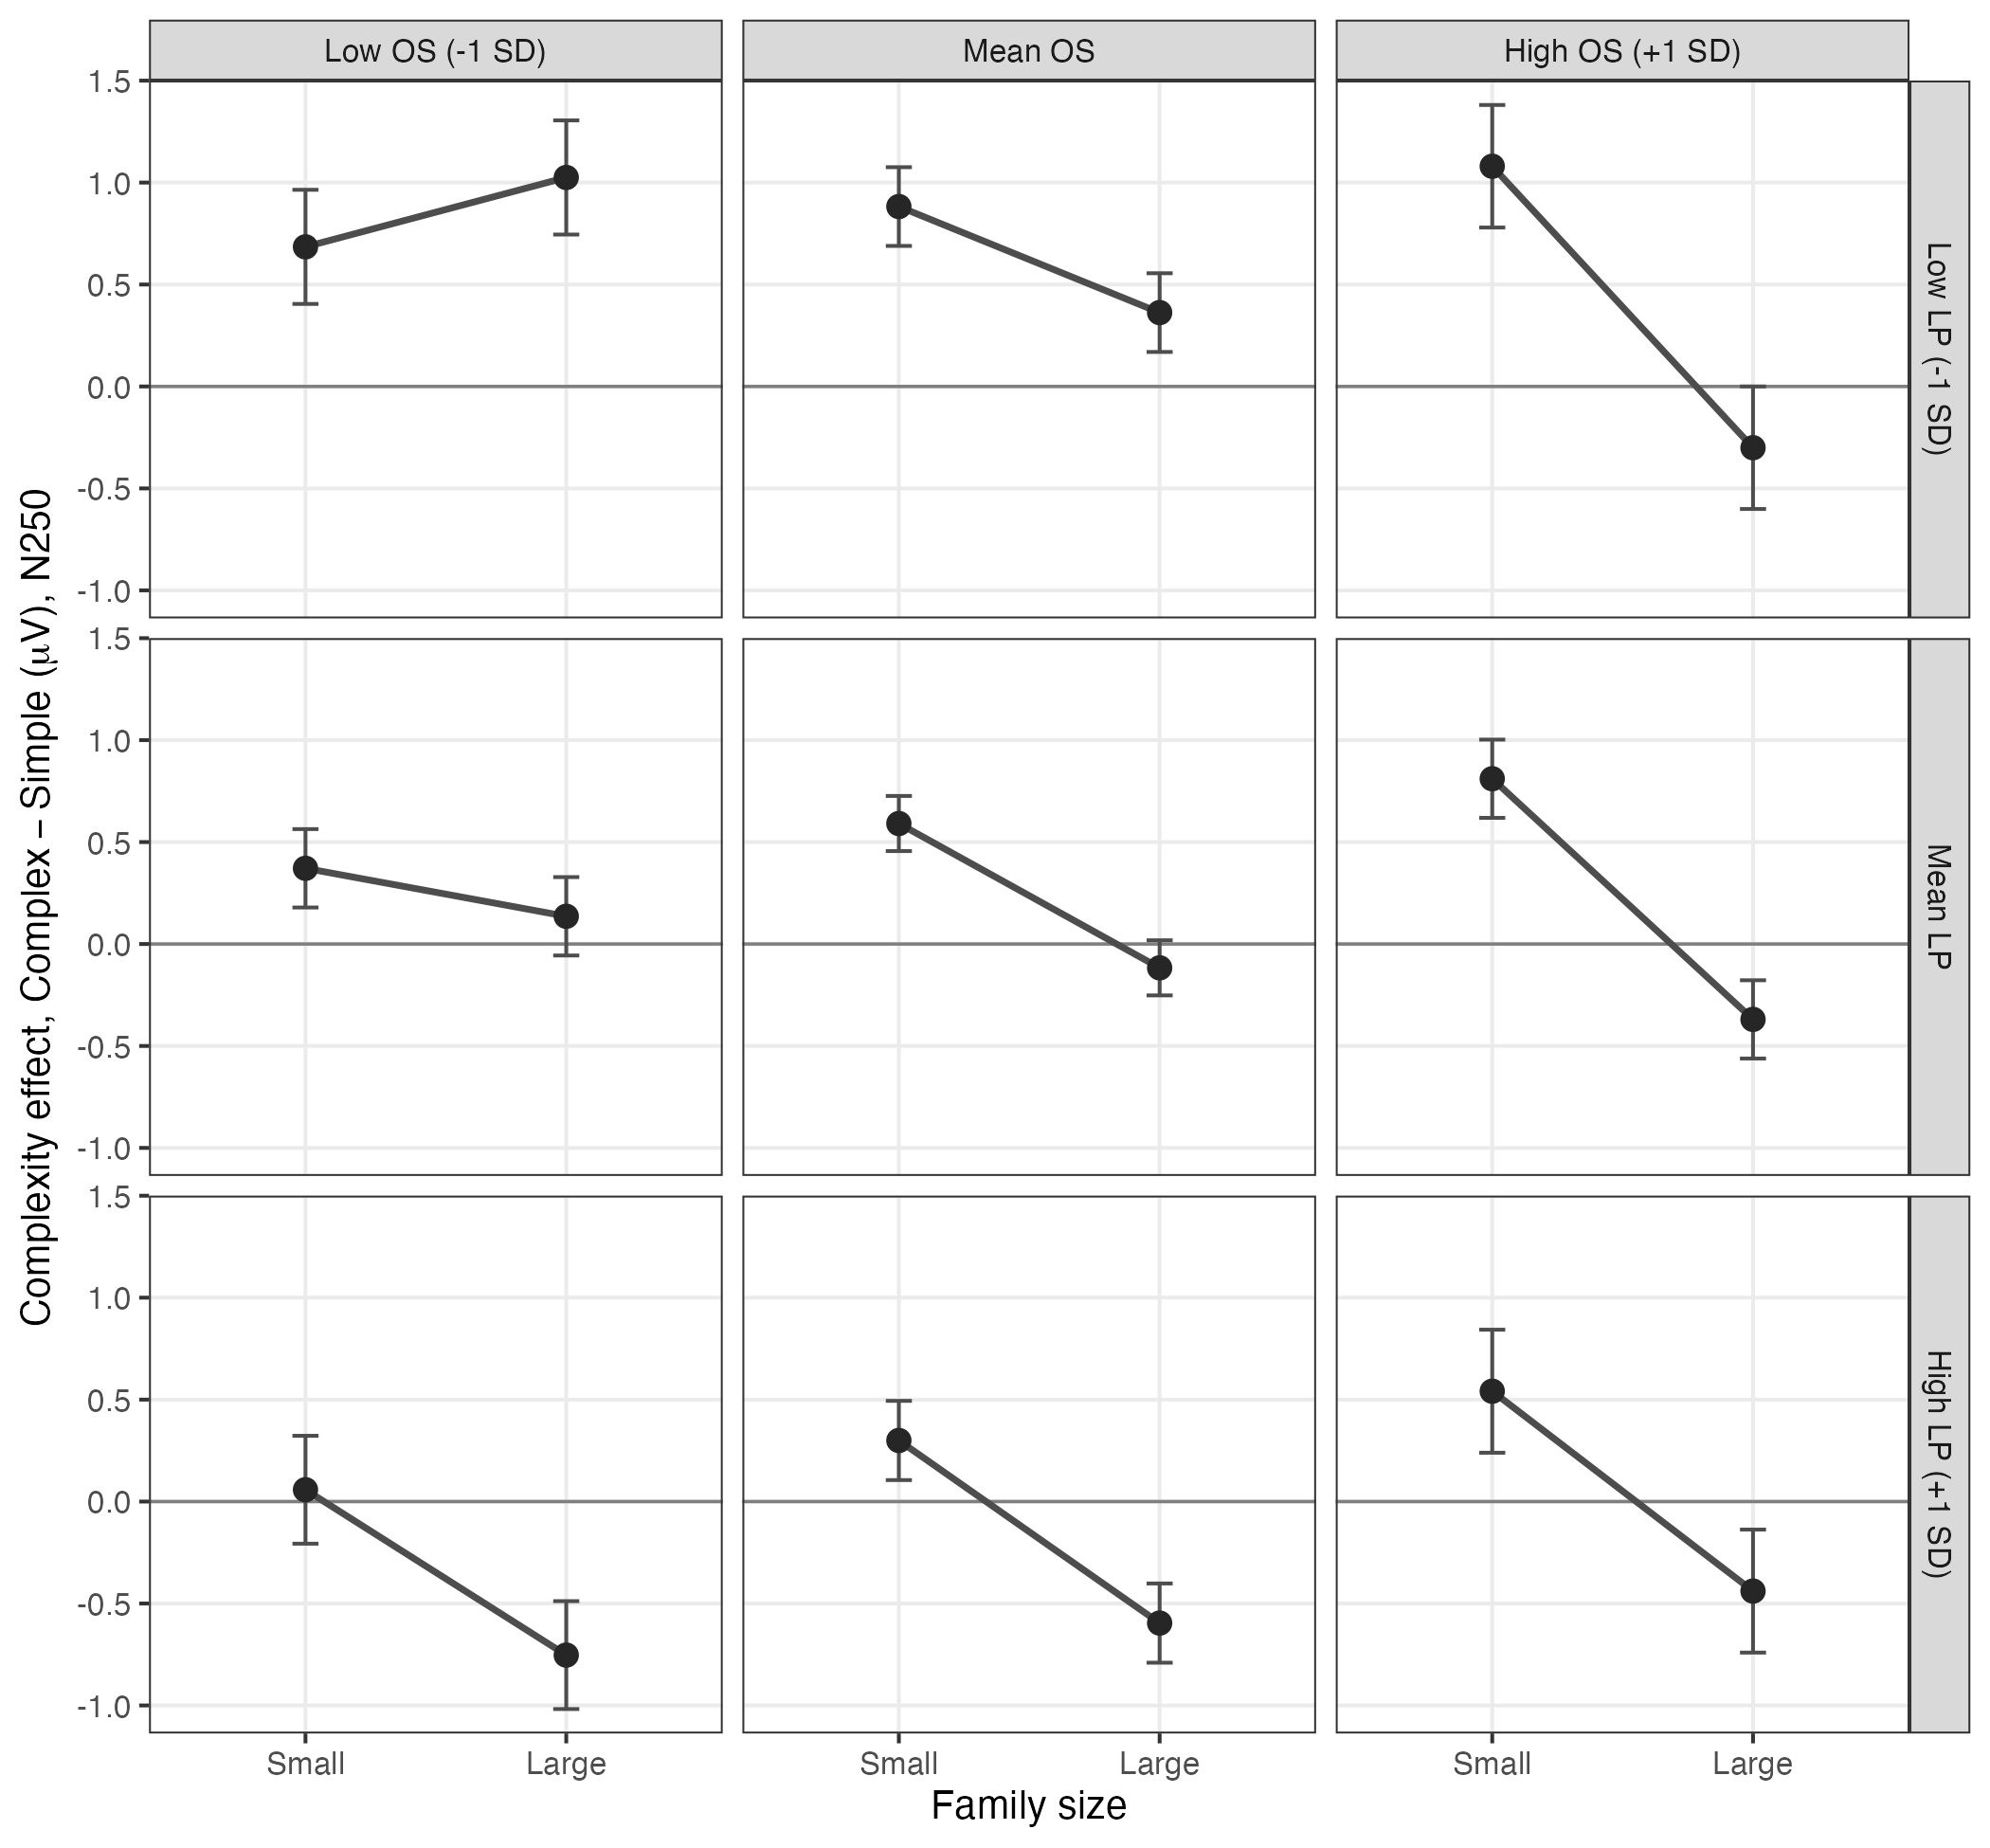 Low OS (-1 SD)
Mean OS
High OS (+1 SD)
1.5
1.0
0.5
0.0
-0.5
-1.0
Low LP (-1 SD)
1.5
1.0
0.5
0.0
-0.5
-1.0
Mean LP
1.5
1.0
0.5
0.0
-0.5
-1.0
High LP (+1 SD)
Complexity effect, Complex – Simple (μV), N250
Small
Large
Small
Large
Small
Large
Family size